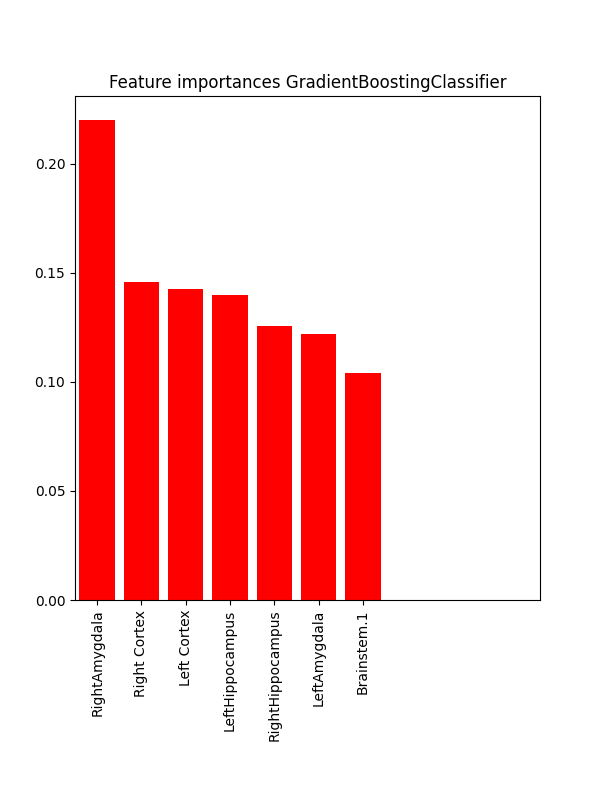 Feature importances GradientBoostingClassifier
0.20
0.15
0.10
0.05
0.00
RightAmygdala
Right Cortex
Left Cortex
LeftHippocampus
RightHippocampus
LeftAmygdala
Brainstem.1